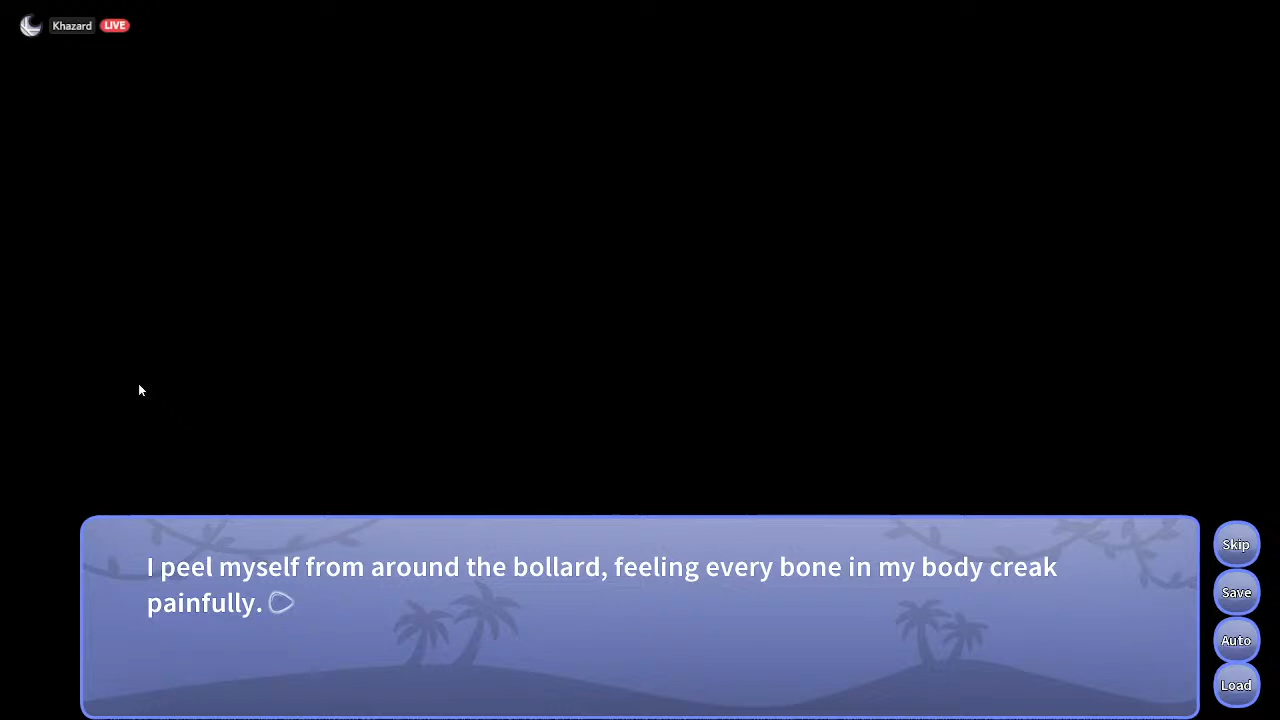 Khazard LIVE
I peel myself from around the bollard, feeling every bone in my body creak
painfully.
Skip
Save
Auto
Load